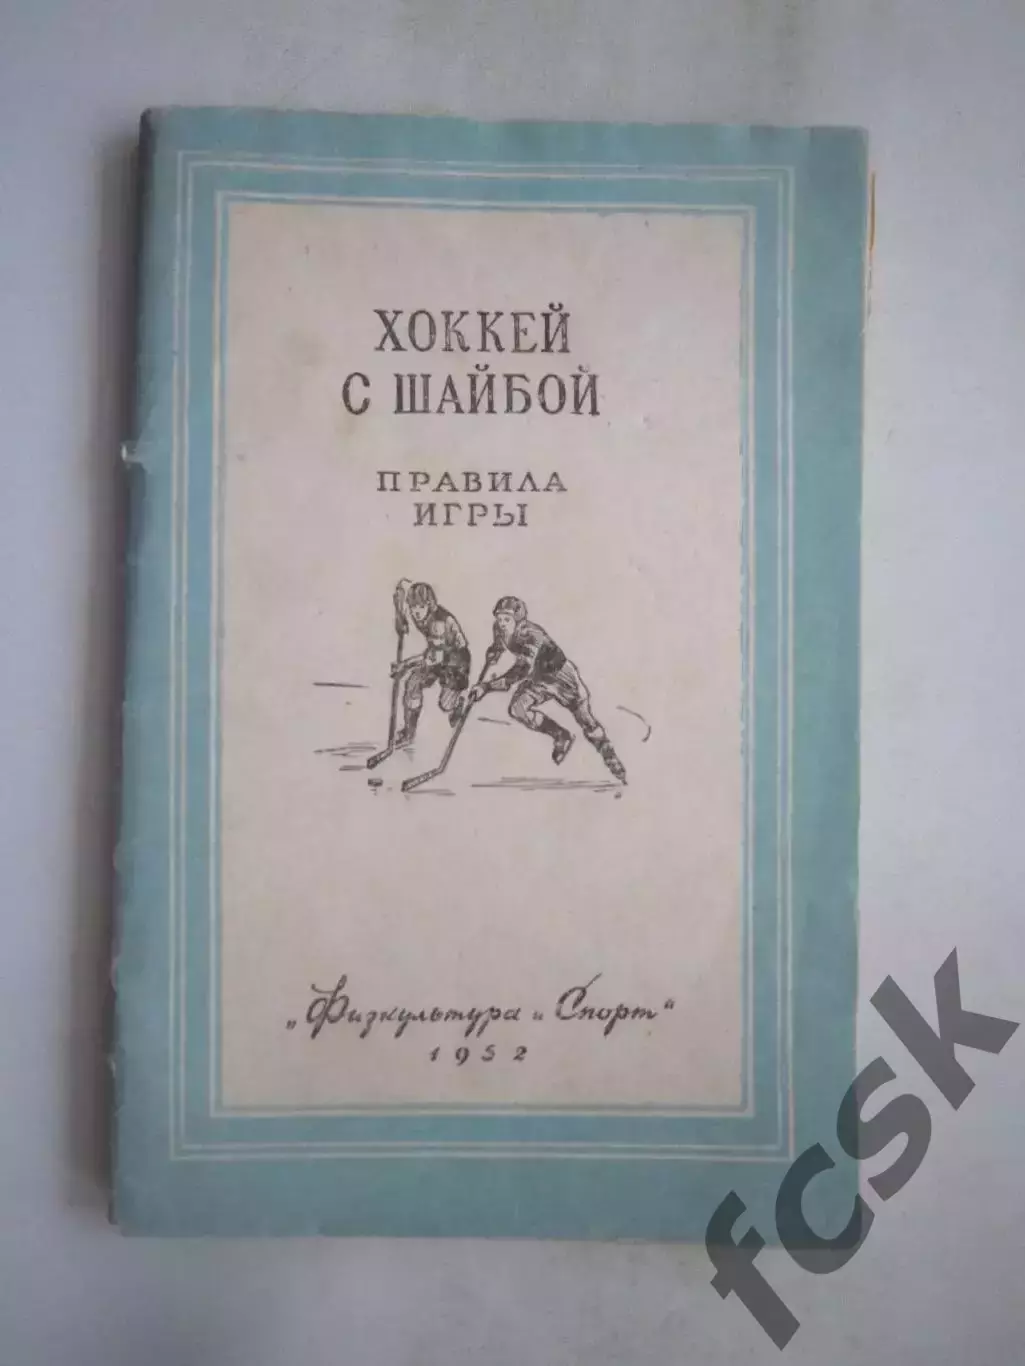 ХОККЕЙ
С ШАЙБОЙ
ПРАВИЛА
ИГРЫ
„Физкультура и Спорт"
1952
fcsk